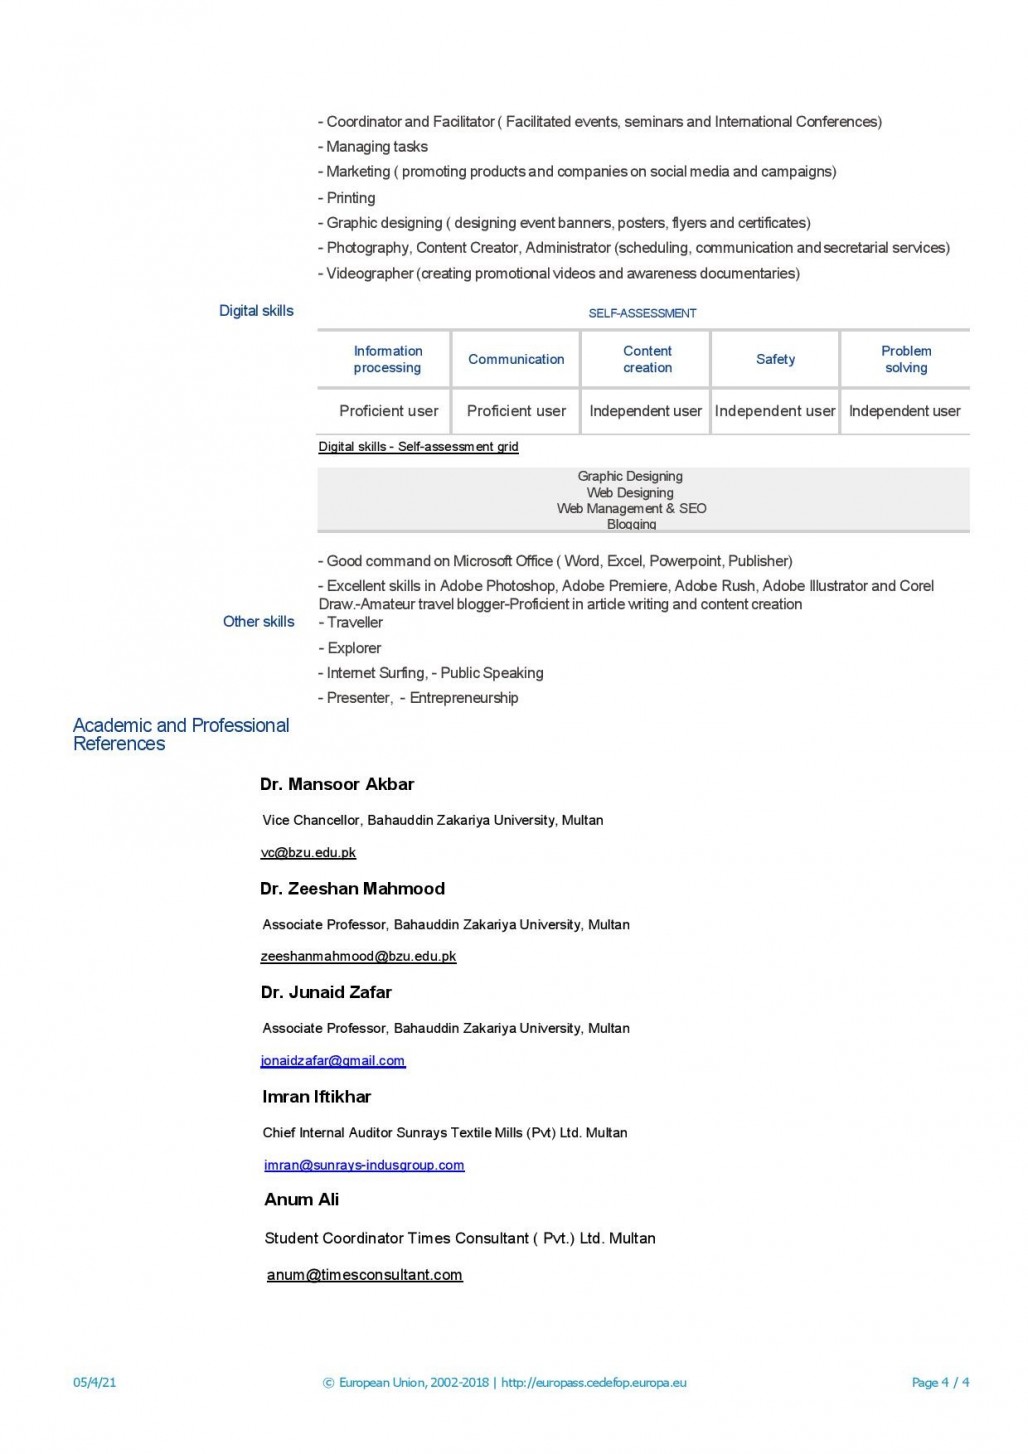 - Coordinator and Facilitator ( Facilitated events, seminars and International Conferences)
- Managing tasks
- Marketing ( promoting products and companies on social media and campaigns)
- Printing
- Graphic designing ( designing event banners, posters, flyers and certificates)
- Photography, Content Creator, Administrator (scheduling, communication and secretarial services)
- Videographer (creating promotional videos and awareness documentaries)
Digital skills
SELF-ASSESSMENT
Information processing
Communication
Content creation
Safety
Problem solving
Proficient user
Proficient user
Independent user
Independent user
Independent user
Digital skills - Self-assessment grid
Graphic Designing
Web Designing
Web Management & SEO
Blogging
- Good command on Microsoft Office ( Word, Excel, Powerpoint, Publisher)
- Excellent skills in Adobe Photoshop, Adobe Premiere, Adobe Rush, Adobe Illustrator and Corel
Draw.-Amateur travel blogger-Proficient in article writing and content creation
Other skills
- Traveller
- Explorer
- Internet Surfing, - Public Speaking
- Presenter, - Entrepreneurship
Academic and Professional
References
Dr. Mansoor Akbar
Vice Chancellor, Bahauddin Zakariya University, Multan
vc@bzu.edu.pk
Dr. Zeeshan Mahmood
Associate Professor, Bahauddin Zakariya University, Multan
zeeshanmahmood@bzu.edu.pk
Dr. Junaid Zafar
Associate Professor, Bahauddin Zakariya University, Multan
jonaidzafar@gmail.com
Imran Iftikhar
Chief Internal Auditor Sunrays Textile Mills (Pvt) Ltd. Multan
imran@sunrays-indusgroup.com
Anum Ali
Student Coordinator Times Consultant ( Pvt.) Ltd. Multan
anum@timesconsultant.com
05/4/21
© European Union, 2002-2018 | http://europass.cedefop.europa.eu
Page 4 / 4